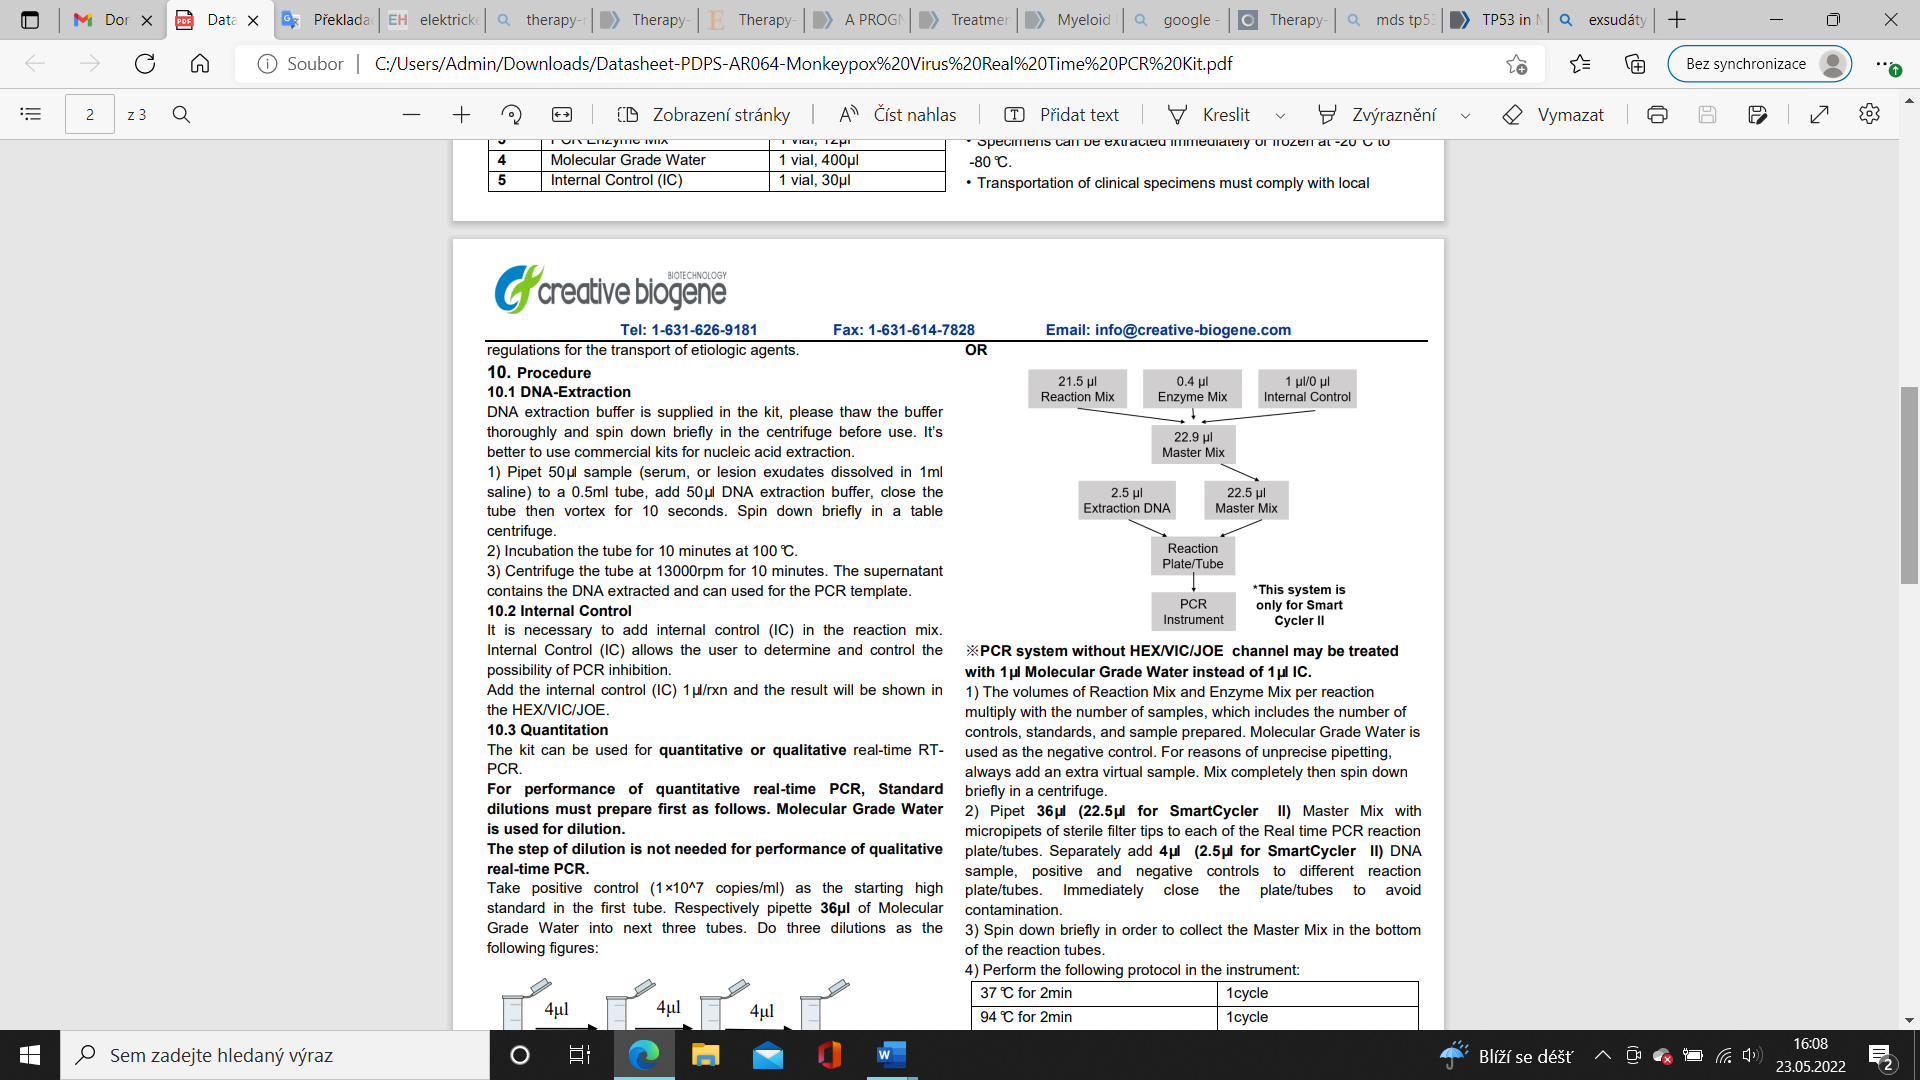 Dor
Data
Překlada
EH elektrick
therapy-
Therapy-
Therapy-
A PROGN
Treatmen
Myeloid
google -
Therapy-
mds tp53
TP53 in M
exsudáty
Soubor
C:/Users/Admin/Downloads/Datasheet-PDPS-AR064-Monkeypox%20Virus%20Real%20Time%20PCR%20Kit.pdf
Bez synchronizace
2
z 3
Zobrazení stránky
Číst nahlas
Přidat text
Kreslit
Zvýraznění
Vymazat
3 PCR Enzyme Mix 1 vial, 12µl
4 Molecular Grade Water 1 vial, 400µl
5 Internal Control (IC) 1 vial, 30µl
• Specimens can be extracted immediately or frozen at -20℃ to
-80℃.
• Transportation of clinical specimens must comply with local
BIOTECHNOLOGY
creative biogene
Tel: 1-631-626-9181 Fax: 1-631-614-7828 Email: info@creative-biogene.com
regulations for the transport of etiologic agents.
10. Procedure
10.1 DNA-Extraction
DNA extraction buffer is supplied in the kit, please thaw the buffer
thoroughly and spin down briefly in the centrifuge before use. It's
better to use commercial kits for nucleic acid extraction.
1) Pipet 50µl sample (serum, or lesion exudates dissolved in 1ml
saline) to a 0.5ml tube, add 50µl DNA extraction buffer, close the
tube then vortex for 10 seconds. Spin down briefly in a table
centrifuge.
2) Incubation the tube for 10 minutes at 100℃.
3) Centrifuge the tube at 13000rpm for 10 minutes. The supernatant
contains the DNA extracted and can used for the PCR template.
10.2 Internal Control
It is necessary to add internal control (IC) in the reaction mix.
Internal Control (IC) allows the user to determine and control the
possibility of PCR inhibition.
Add the internal control (IC) 1µl/rxn and the result will be shown in
the HEX/VIC/JOE.
10.3 Quantitation
The kit can be used for quantitative or qualitative real-time RT-
PCR.
For performance of quantitative real-time PCR, Standard
dilutions must prepare first as follows. Molecular Grade Water
is used for dilution.
The step of dilution is not needed for performance of qualitative
real-time PCR.
Take positive control (1×10^7 copies/ml) as the starting high
standard in the first tube. Respectively pipette 36µl of Molecular
Grade Water into next three tubes. Do three dilutions as the
following figures:
4µl
4µl
4µl
OR
21.5 µl
Reaction Mix
0.4 µl
Enzyme Mix
1 µl/0 µl
Internal Control
22.9 µl
Master Mix
2.5 µl
Extraction DNA
22.5 µl
Master Mix
Reaction
Plate/Tube
PCR
Instrument
*This system is
only for Smart
Cycler II
※PCR system without HEX/VIC/JOE channel may be treated
with 1µl Molecular Grade Water instead of 1µl IC.
1) The volumes of Reaction Mix and Enzyme Mix per reaction
multiply with the number of samples, which includes the number of
controls, standards, and sample prepared. Molecular Grade Water is
used as the negative control. For reasons of unprecise pipetting,
always add an extra virtual sample. Mix completely then spin down
briefly in a centrifuge.
2) Pipet 36µl (22.5µl for SmartCycler II) Master Mix with
micropipets of sterile filter tips to each of the Real time PCR reaction
plate/tubes. Separately add 4µl (2.5µl for SmartCycler II) DNA
sample, positive and negative controls to different reaction
plate/tubes. Immediately close the plate/tubes to avoid
contamination.
3) Spin down briefly in order to collect the Master Mix in the bottom
of the reaction tubes.
4) Perform the following protocol in the instrument:
37℃ for 2min 1cycle
94℃ for 2min 1cycle
Sem zadejte hledaný výraz
Blíží se déšť
16:08
23.05.2022
2